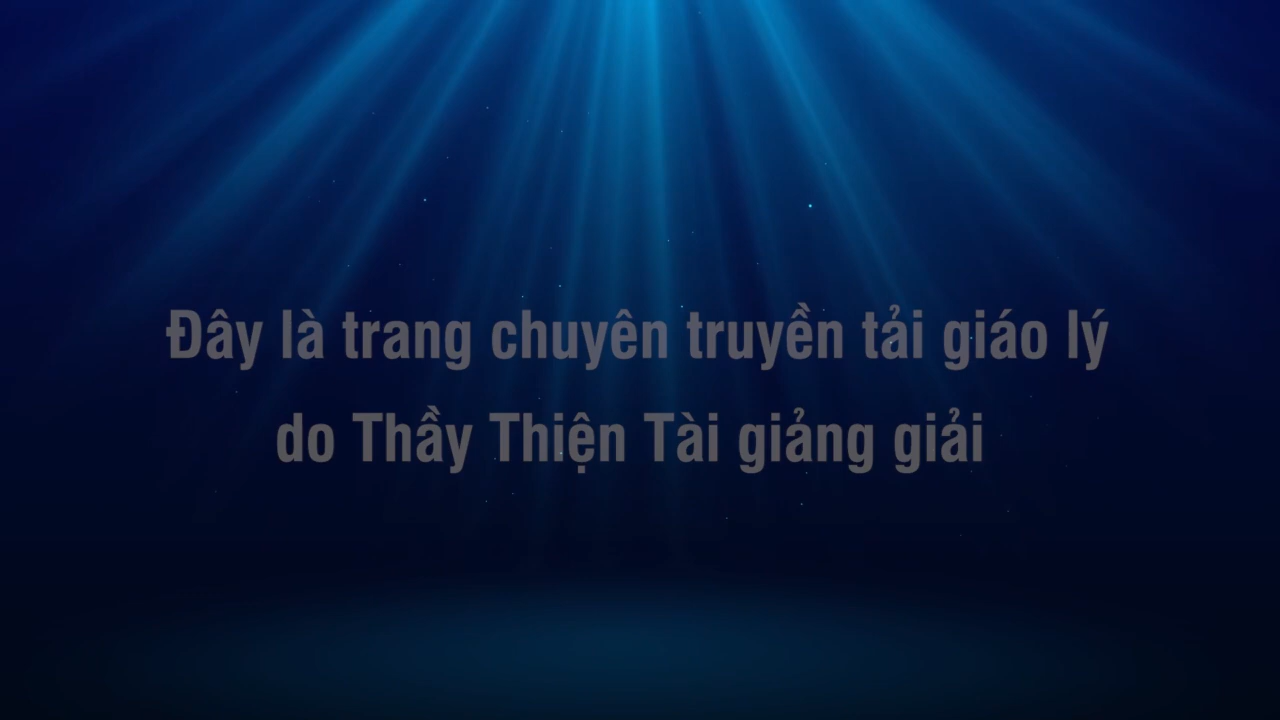 Đây là trang chuyên truyền tải giáo lý
do Thầy Thiện Tài giảng giải